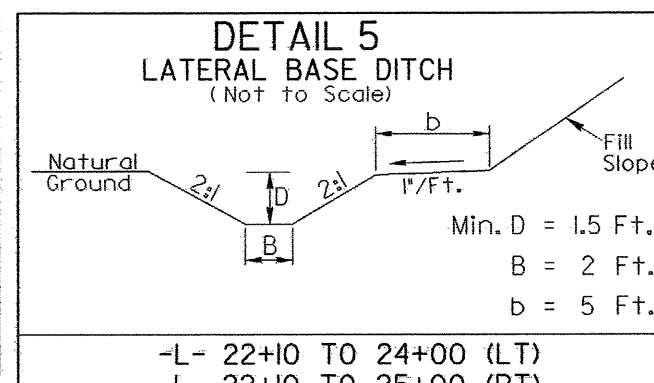 DETAIL 5
LATERAL BASE DITCH
(Not to Scale)
b
Natural
Ground
2:1
D
2:1
1"/Ft.
Fill
Slope
B
Min. D = 1.5 Ft.
B = 2 Ft.
b = 5 Ft.
-L- 22+10 TO 24+00 (LT)